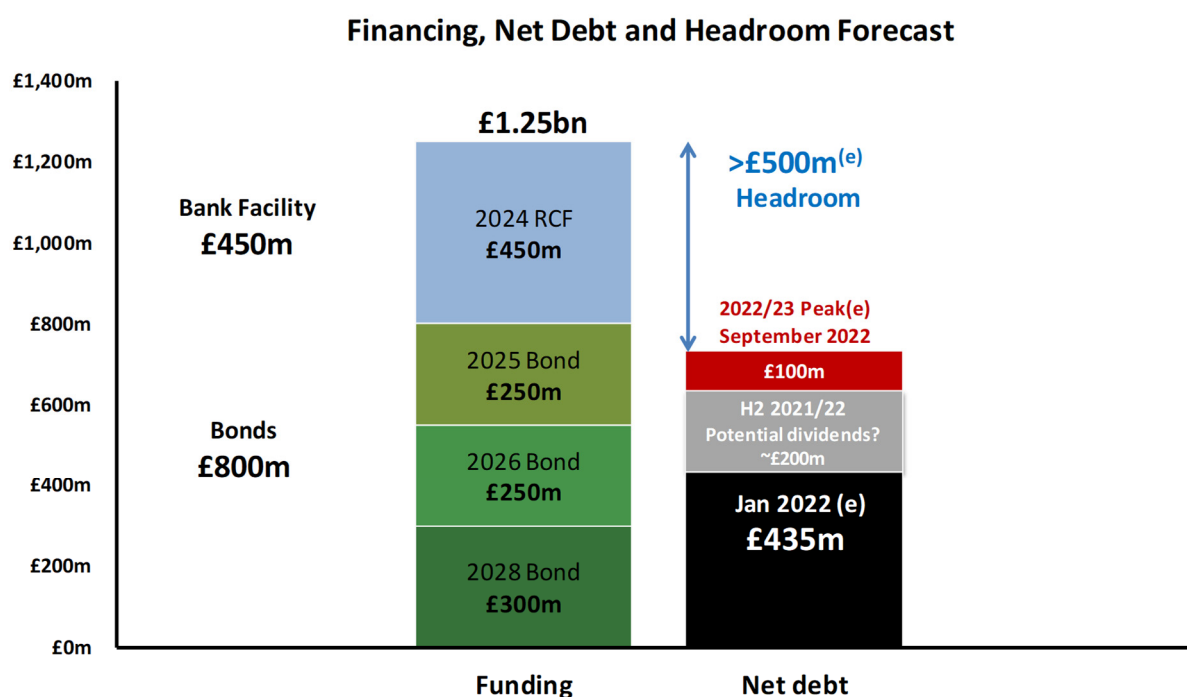 Financing, Net Debt and Headroom Forecast
£1,400m
£1,200m
£1,000m
£800m
£600m
£400m
£200m
£0m
Bank Facility
£450m
Bonds
£800m
£1.25bn
2024 RCF
£450m
2025 Bond
£250m
2026 Bond
£250m
2028 Bond
£300m
Funding
>£500m(e)
Headroom
2022/23 Peak(e)
September 2022
£100m
H2 2021/22
Potential dividends?
~£200m
Jan 2022 (e)
£435m
Net debt